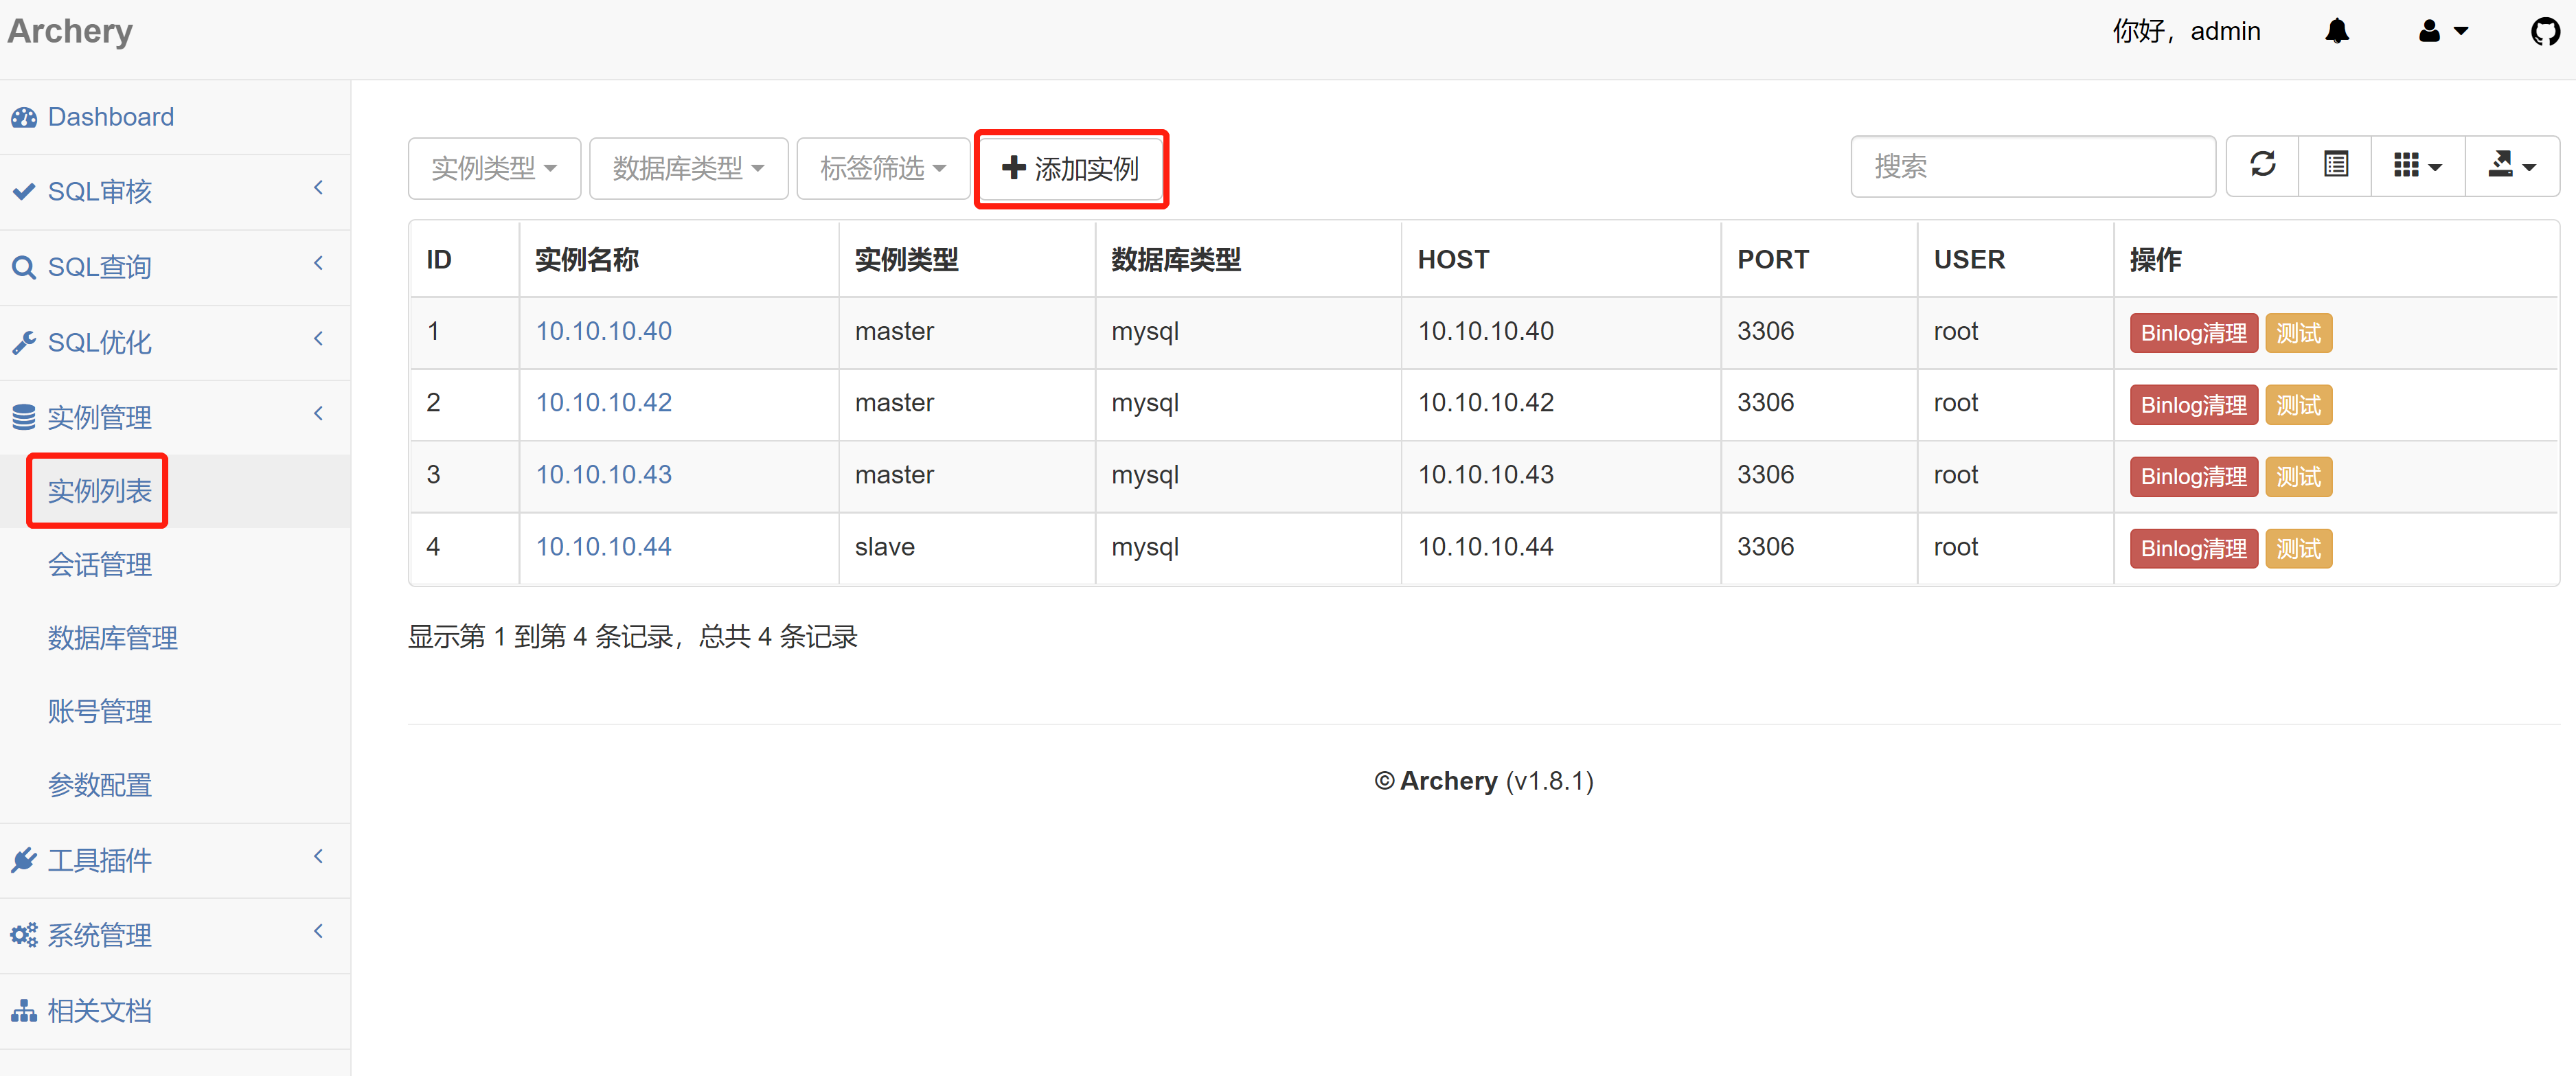 Archery
你好，admin
Dashboard
SQL审核
SQL查询
SQL优化
实例管理
实例列表
会话管理
数据库管理
账号管理
参数配置
工具插件
系统管理
相关文档
实例类型 数据库类型 标签筛选 添加实例 搜索
ID 实例名称 实例类型 数据库类型 HOST PORT USER 操作
1 10.10.10.40 master mysql 10.10.10.40 3306 root Binlog清理 测试
2 10.10.10.42 master mysql 10.10.10.42 3306 root Binlog清理 测试
3 10.10.10.43 master mysql 10.10.10.43 3306 root Binlog清理 测试
4 10.10.10.44 slave mysql 10.10.10.44 3306 root Binlog清理 测试
显示第 1 到第 4 条记录，总共 4 条记录
© Archery (v1.8.1)